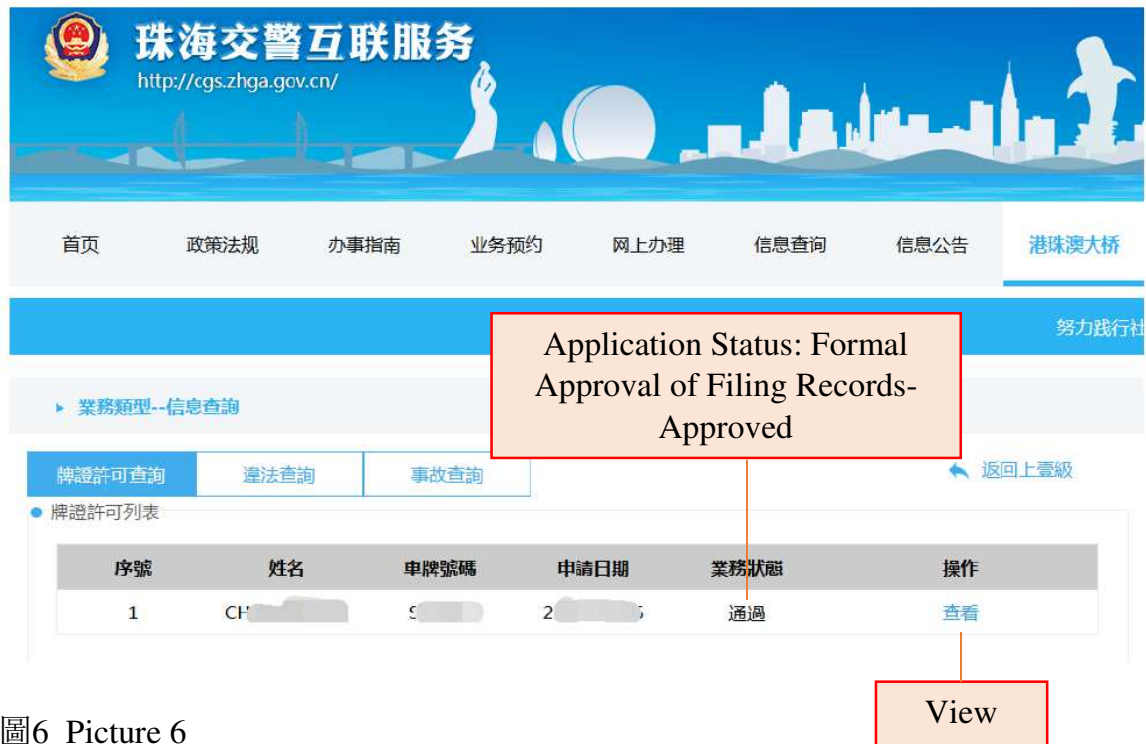 珠海交警互联服务
http://cgs.zhga.gov.cn/
首页 政策法规 办事指南 业务预约 网上办理 信息查询 信息公告 港珠澳大桥
努力践行社
Application Status: Formal
Approval of Filing Records-
Approved
業務類型--信息查詢
牌證許可查詢 違法查詢 事故查詢 返回上壹級
牌證許可列表
序號 姓名 車牌號碼 申請日期 業務狀態 操作
1 CH S 2 通過 查看
View
圖6 Picture 6